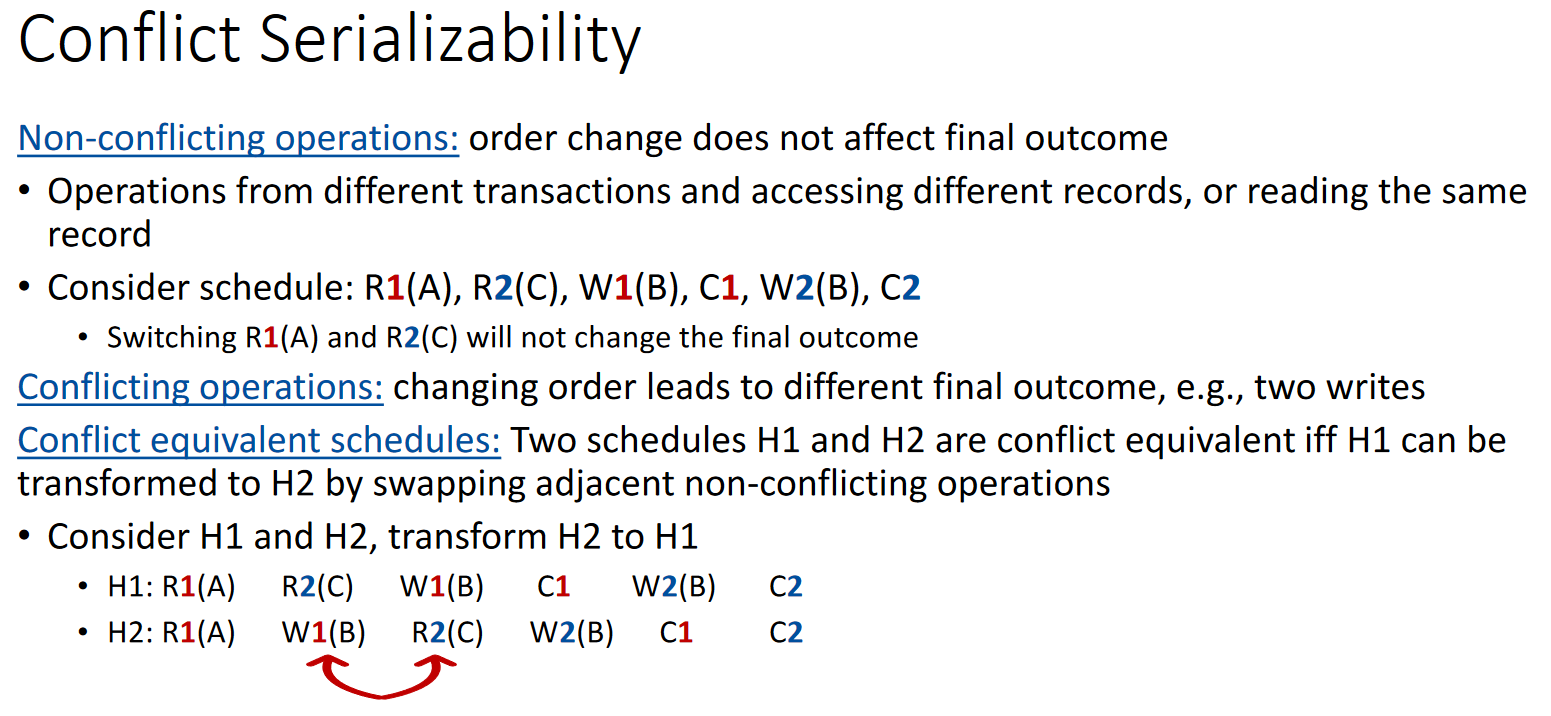 Conflict Serializability
Non-conflicting operations: order change does not affect final outcome
• Operations from different transactions and accessing different records, or reading the same
record
• Consider schedule: R1(A), R2(C), W1(B), C1, W2(B), C2
• Switching R1(A) and R2(C) will not change the final outcome
Conflicting operations: changing order leads to different final outcome, e.g., two writes
Conflict equivalent schedules: Two schedules H1 and H2 are conflict equivalent iff H1 can be
transformed to H2 by swapping adjacent non-conflicting operations
• Consider H1 and H2, transform H2 to H1
• H1: R1(A) R2(C) W1(B) C1 W2(B) C2
• H2: R1(A) W1(B) R2(C) W2(B) C1 C2